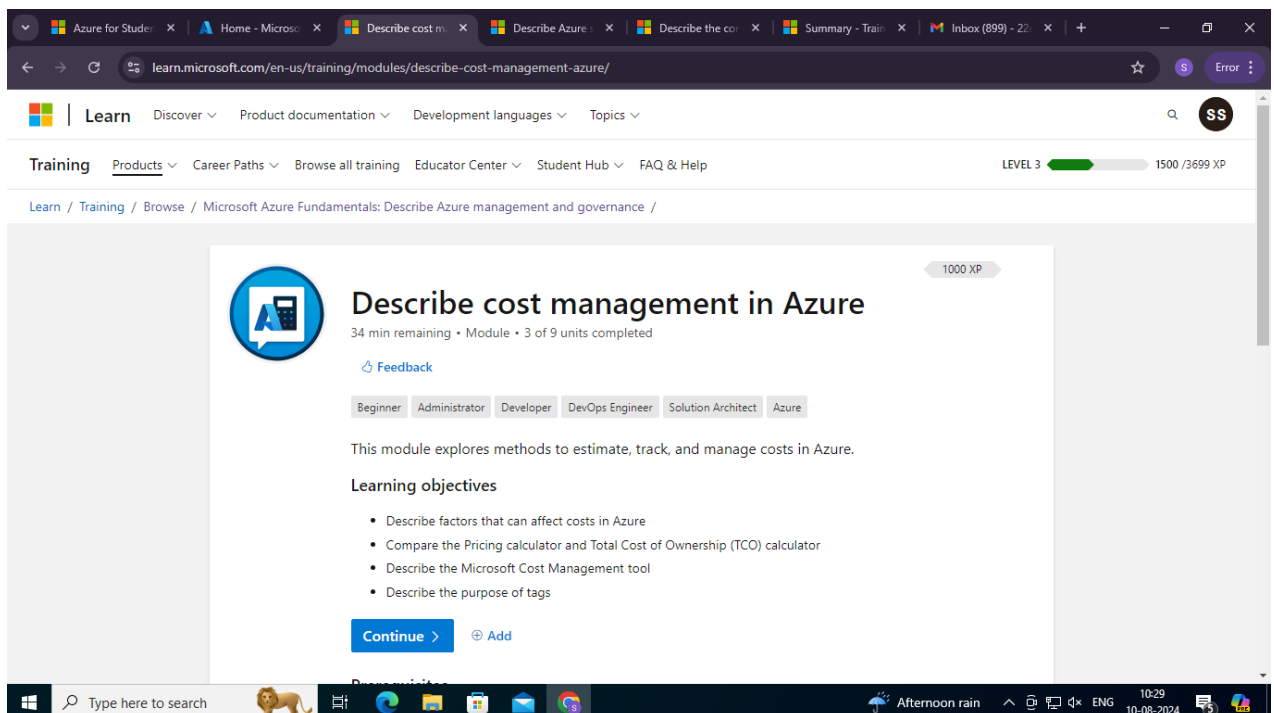 Azure for Studen
Home - Microsoft
Describe cost m
Describe Azure s
Describe the cor
Summary - Train
Inbox (899) - 22
learn.microsoft.com/en-us/training/modules/describe-cost-management-azure/
S
Error
Learn
Discover
Product documentation
Development languages
Topics
SS
Training
Products
Career Paths
Browse all training
Educator Center
Student Hub
FAQ & Help
LEVEL 3
1500 /3699 XP
Learn / Training / Browse / Microsoft Azure Fundamentals: Describe Azure management and governance /
1000 XP
Describe cost management in Azure
34 min remaining • Module • 3 of 9 units completed
Feedback
Beginner
Administrator
Developer
DevOps Engineer
Solution Architect
Azure
This module explores methods to estimate, track, and manage costs in Azure.
Learning objectives
• Describe factors that can affect costs in Azure
• Compare the Pricing calculator and Total Cost of Ownership (TCO) calculator
• Describe the Microsoft Cost Management tool
• Describe the purpose of tags
Continue
Add
Type here to search
Afternoon rain
ENG
10:29
10-08-2024
5
PRE